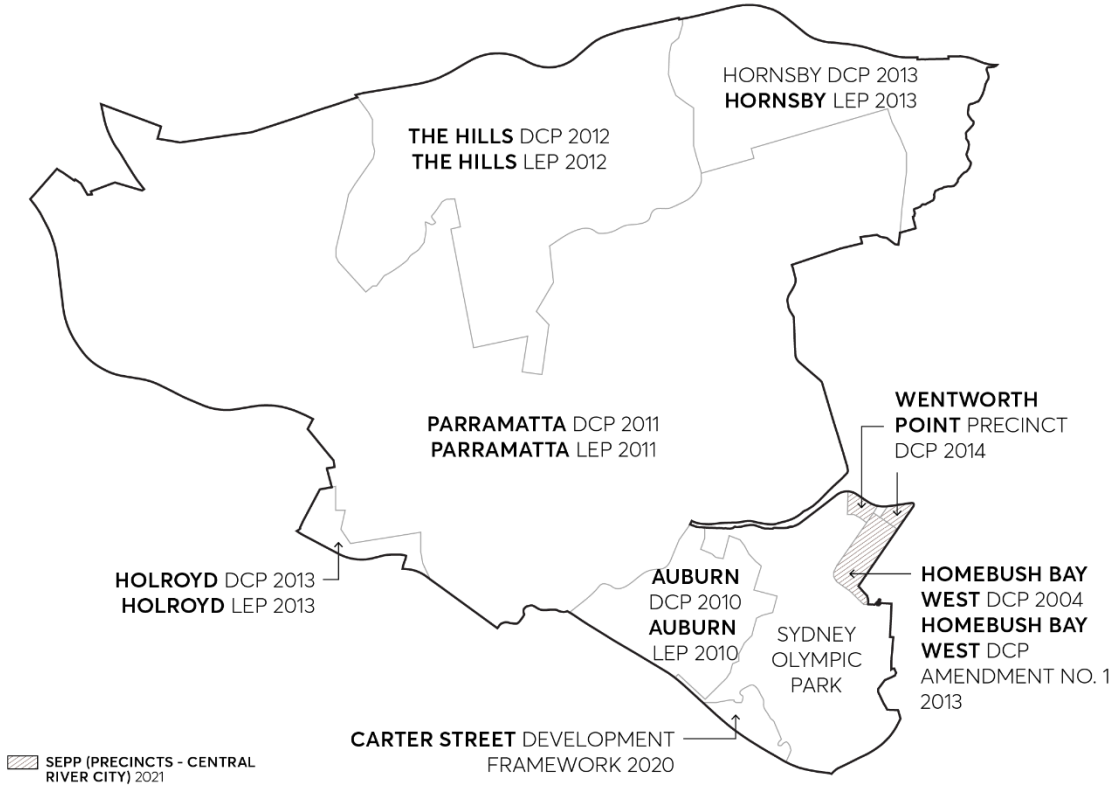 HORNSBY DCP 2013
HORNSBY LEP 2013
THE HILLS DCP 2012
THE HILLS LEP 2012
PARRAMATTA DCP 2011
PARRAMATTA LEP 2011
WENTWORTH
POINT PRECINCT
DCP 2014
HOLROYD DCP 2013
HOLROYD LEP 2013
AUBURN
DCP 2010
AUBURN
LEP 2010
SYDNEY
OLYMPIC
PARK
HOMEBUSH BAY
WEST DCP 2004
HOMEBUSH BAY
WEST DCP
AMENDMENT NO. 1
2013
CARTER STREET DEVELOPMENT
FRAMEWORK 2020
SEPP (PRECINCTS - CENTRAL
RIVER CITY) 2021